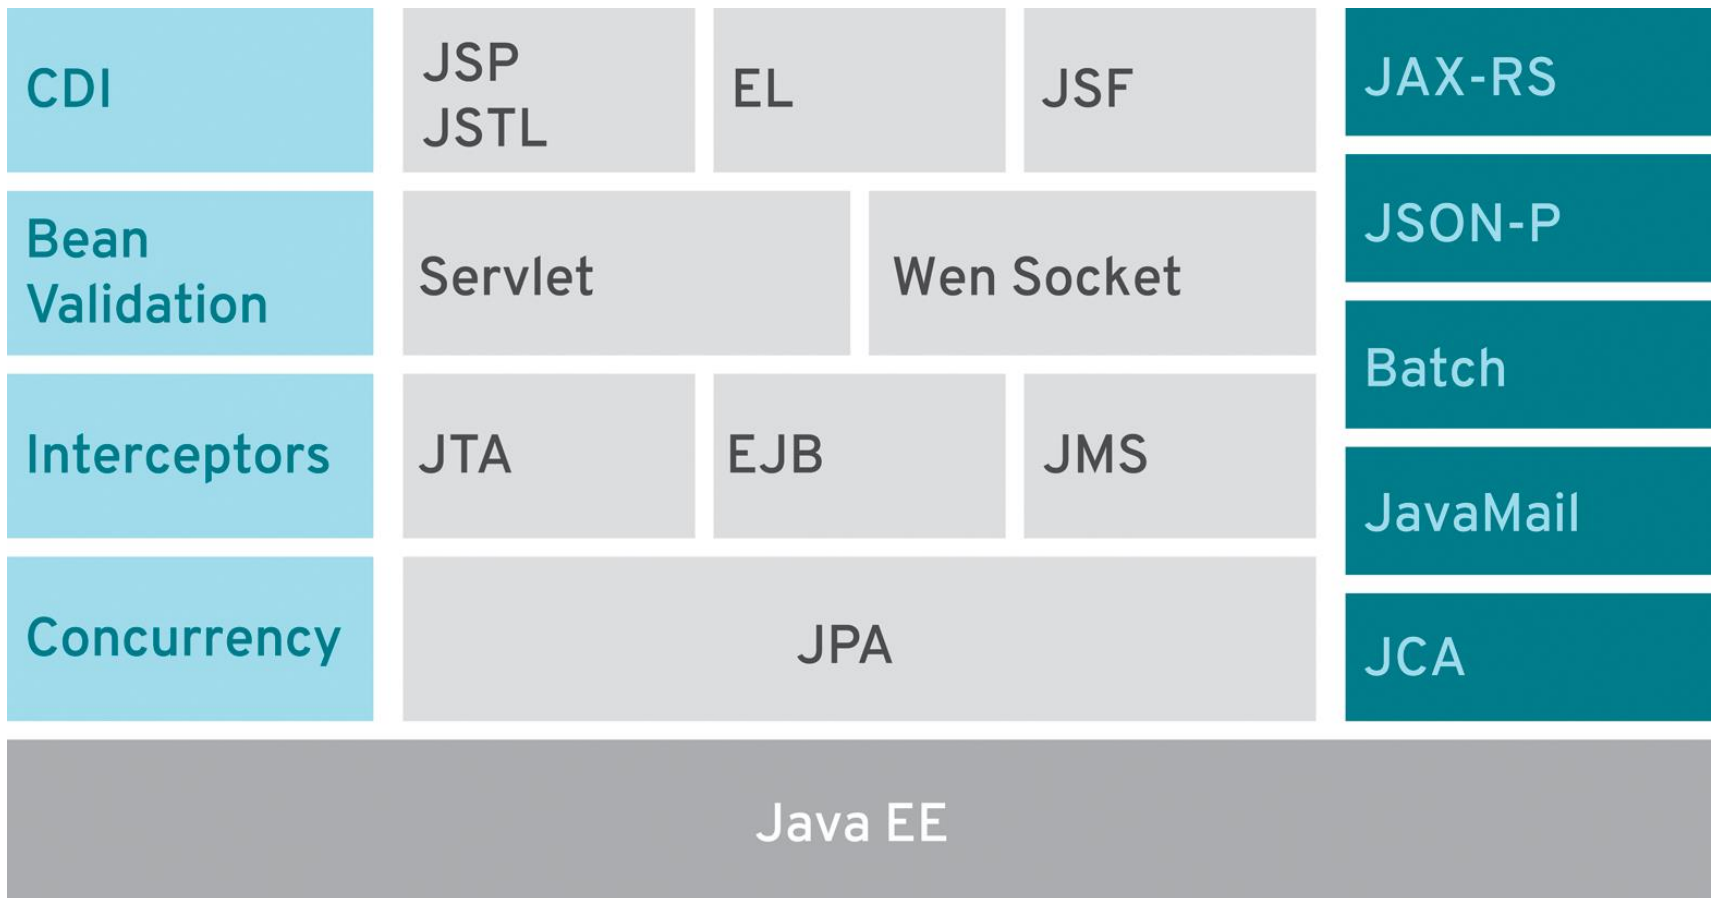 CDI
JSP
JSTL
EL
JSF
JAX-RS
Bean
Validation
Servlet
Wen Socket
JSON-P
Batch
Interceptors
JTA
EJB
JMS
JavaMail
Concurrency
JPA
JCA
Java EE